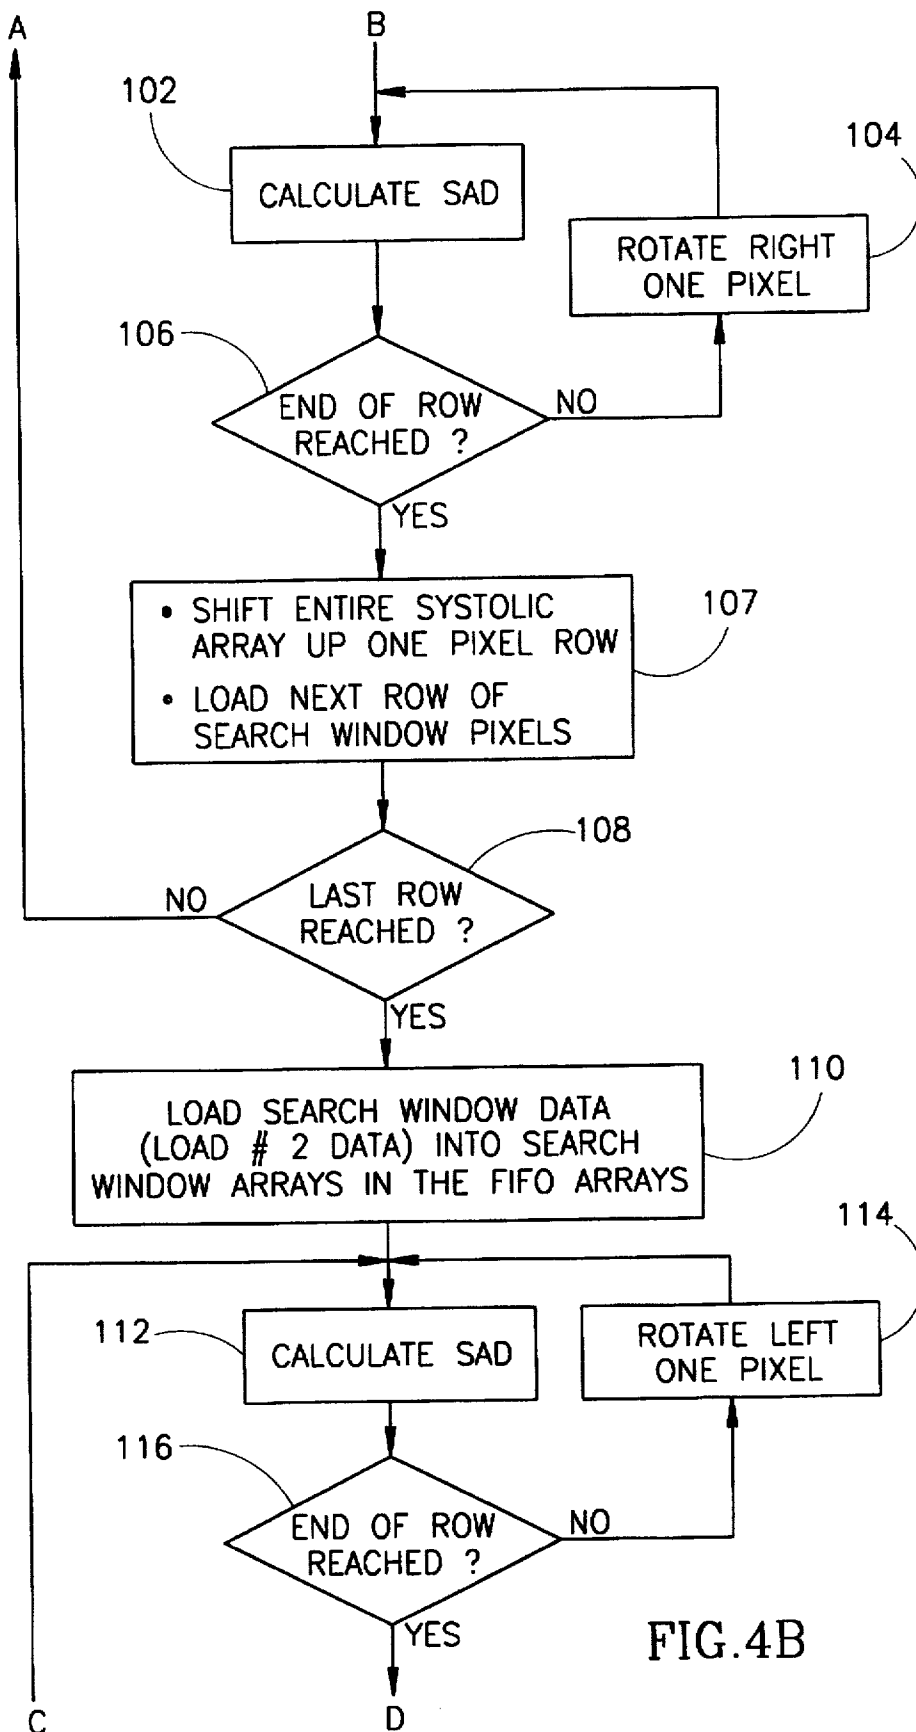 A
B
102
CALCULATE SAD
104
ROTATE RIGHT
ONE PIXEL
106
END OF ROW
REACHED ?
NO
YES
107
• SHIFT ENTIRE SYSTOLIC
ARRAY UP ONE PIXEL ROW
• LOAD NEXT ROW OF
SEARCH WINDOW PIXELS
108
LAST ROW
REACHED ?
NO
YES
110
LOAD SEARCH WINDOW DATA
(LOAD # 2 DATA) INTO SEARCH
WINDOW ARRAYS IN THE FIFO ARRAYS
114
112
CALCULATE SAD
ROTATE LEFT
ONE PIXEL
116
END OF ROW
REACHED ?
NO
YES
FIG.4B
C
D